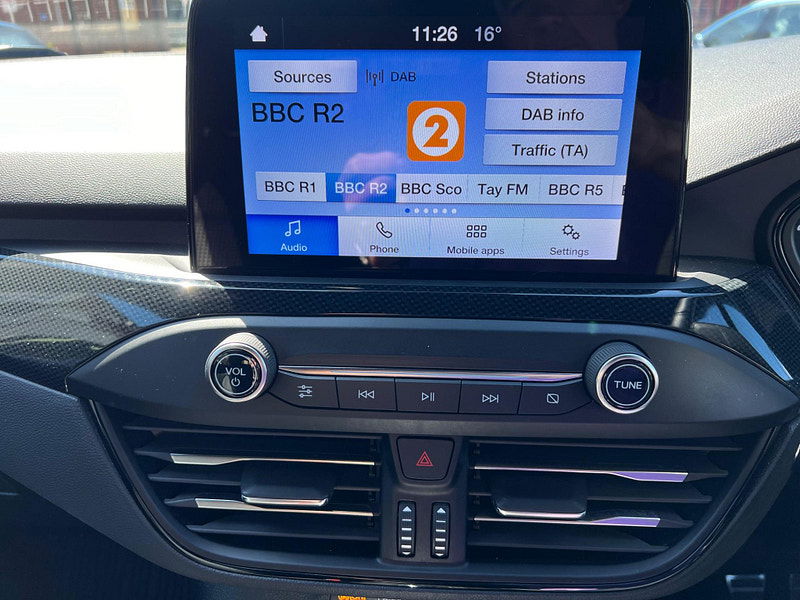 11:26 16°
Sources DAB Stations
BBC R2 2 DAB info
Traffic (TA)
BBC R1 BBC R2 BBC Sco Tay FM BBC R5
Audio Phone Mobile apps Settings
VOL TUNE